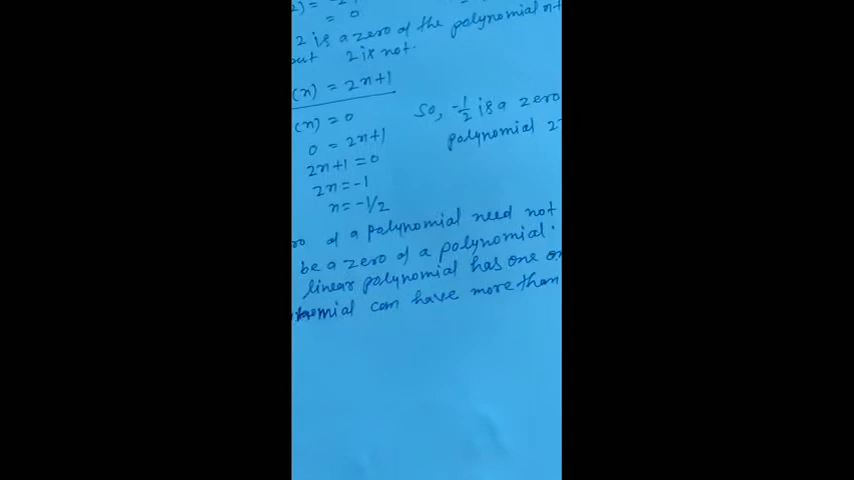 = 0
2 is a zero of the polynomial
but 2 is not.
(x) = 2x+1
(x) = 0
0 = 2x+1
2x+1 = 0
2x = -1
x = -1/2
So, -1/2 is a zero
polynomial 2
ro of a polynomial need not
be a zero of a polynomial.
linear polynomial has one
can have more than